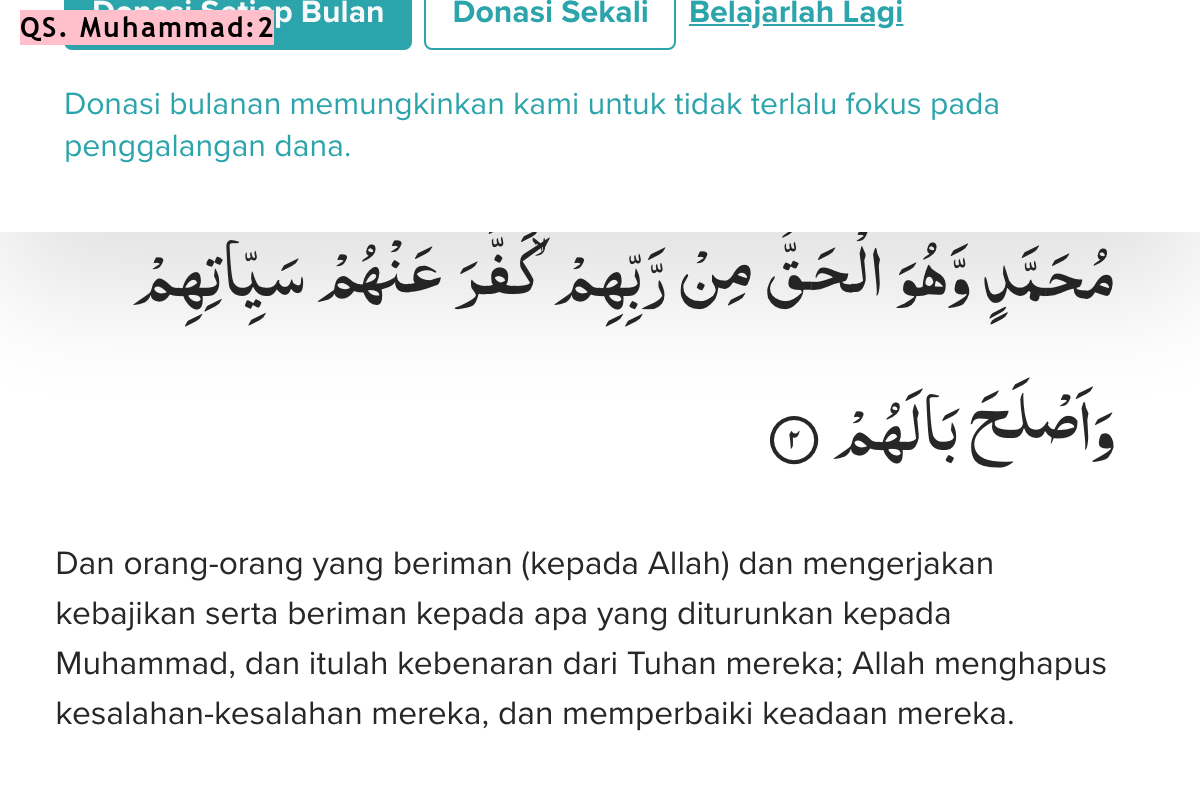 QS. Muhammad:2
Donasi Setiap Bulan Donasi Sekali Belajarlah Lagi
Donasi bulanan memungkinkan kami untuk tidak terlalu fokus pada
penggalangan dana.
مُحَمَّدٍ وَّهُوَ الْحَقُّ مِنْ رَّبِّهِمْ ۙ كَفَّرَ عَنْهُمْ سَيِّاٰتِهِمْ
وَاَصْلَحَ بَالَهُمْ ٢
Dan orang-orang yang beriman (kepada Allah) dan mengerjakan
kebajikan serta beriman kepada apa yang diturunkan kepada
Muhammad, dan itulah kebenaran dari Tuhan mereka; Allah menghapus
kesalahan-kesalahan mereka, dan memperbaiki keadaan mereka.